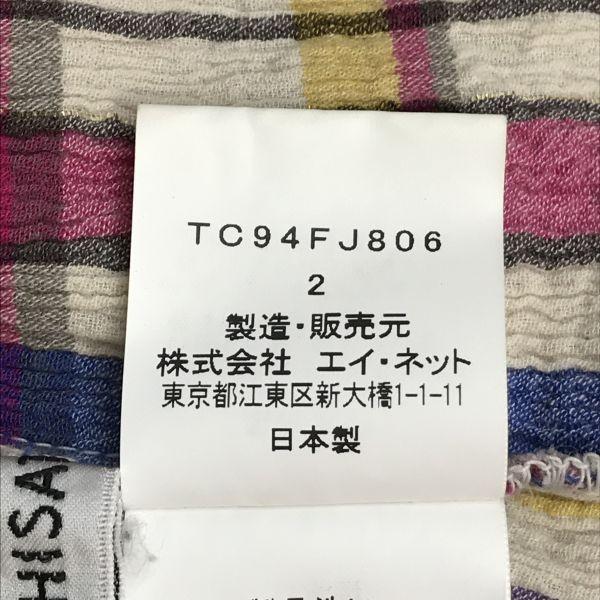 TC94FJ806
2
製造・販売元
株式会社 エイ・ネット
東京都江東区新大橋1-1-11
日本製
HISA